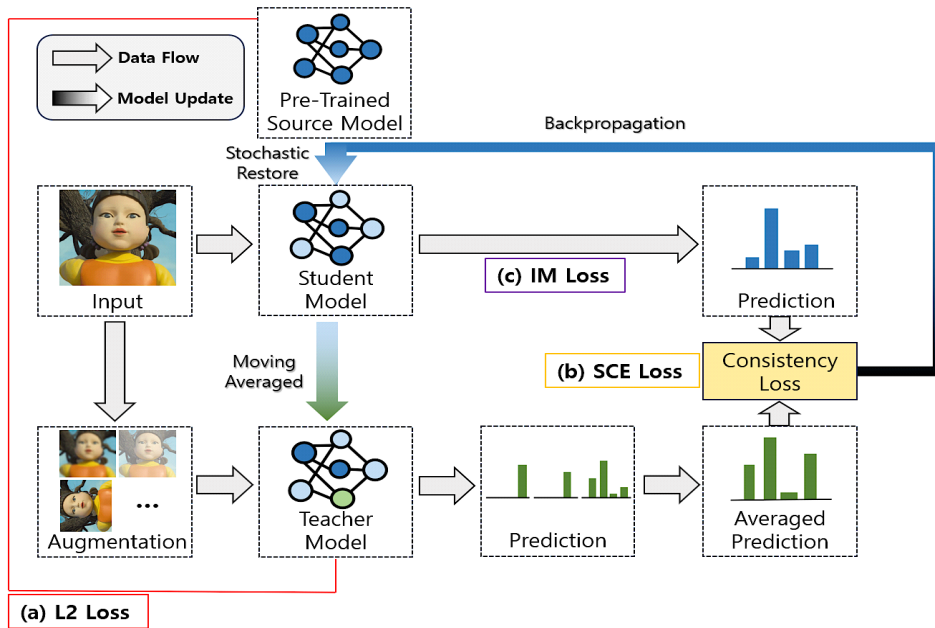 Data Flow
Model Update
Pre-Trained
Source Model
Backpropagation
Stochastic
Restore
Input
Student
Model
(c) IM Loss
Prediction
Moving
Averaged
(b) SCE Loss
Consistency
Loss
Augmentation
...
Teacher
Model
Prediction
Averaged
Prediction
(a) L2 Loss